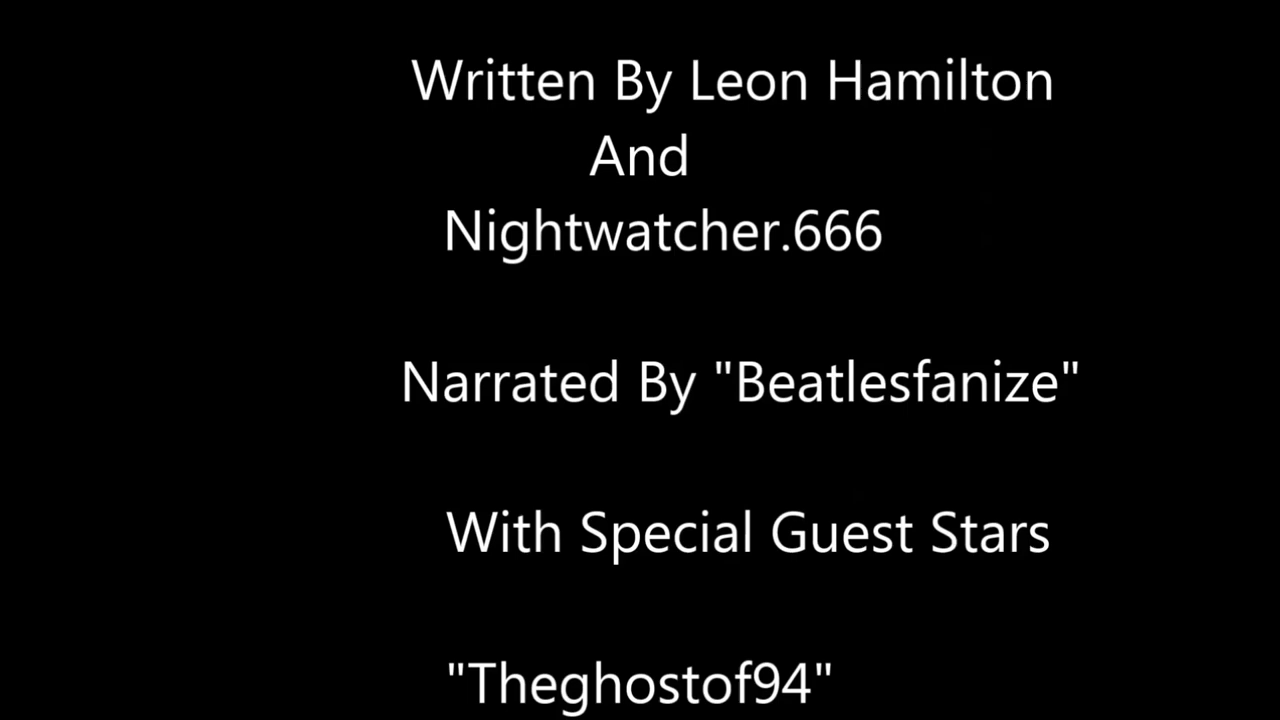 Written By Leon Hamilton
And
Nightwatcher.666
Narrated By "Beatlesfanize"
With Special Guest Stars
"Theghostof94"